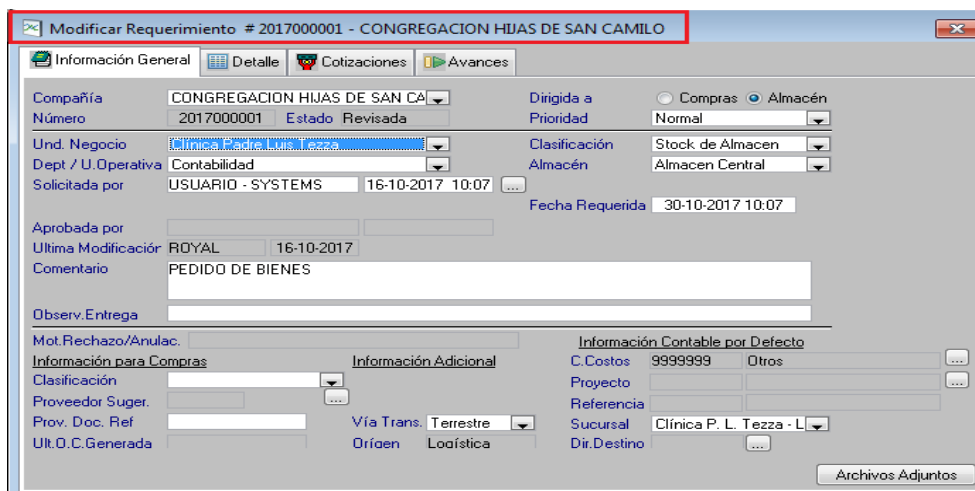 Modificar Requerimiento # 2017000001 - CONGREGACION HIJAS DE SAN CAMILO
Información General Detalle Cotizaciones Avances
Compañía CONGREGACION HIJAS DE SAN CA Dirigida a Compras Almacén
Número 2017000001 Estado Revisada Prioridad Normal
Und. Negocio Clínica Padre Luis Tezza Clasificación Stock de Almacen
Dept / U.Operativa Contabilidad Almacén Almacen Central
Solicitada por USUARIO - SYSTEMS 16-10-2017 10:07 ...
Fecha Requerida 30-10-2017 10:07
Aprobada por
Ultima Modificación ROYAL 16-10-2017
Comentario PEDIDO DE BIENES
Observ.Entrega
Mot.Rechazo/Anulac. Información Contable por Defecto
Información para Compras Información Adicional C.Costos 9999999 Otros ...
Clasificación Proyecto ...
Proveedor Suger. ... Referencia
Prov. Doc. Ref Vía Trans. Terrestre Sucursal Clínica P. L. Tezza - L
Ult.O.C.Generada Orígen Logística Dir.Destino ...
Archivos Adjuntos